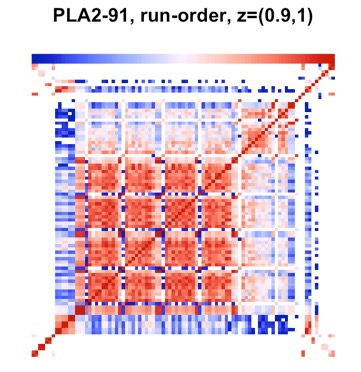 PLA2-91, run-order, z=(0.9,1)